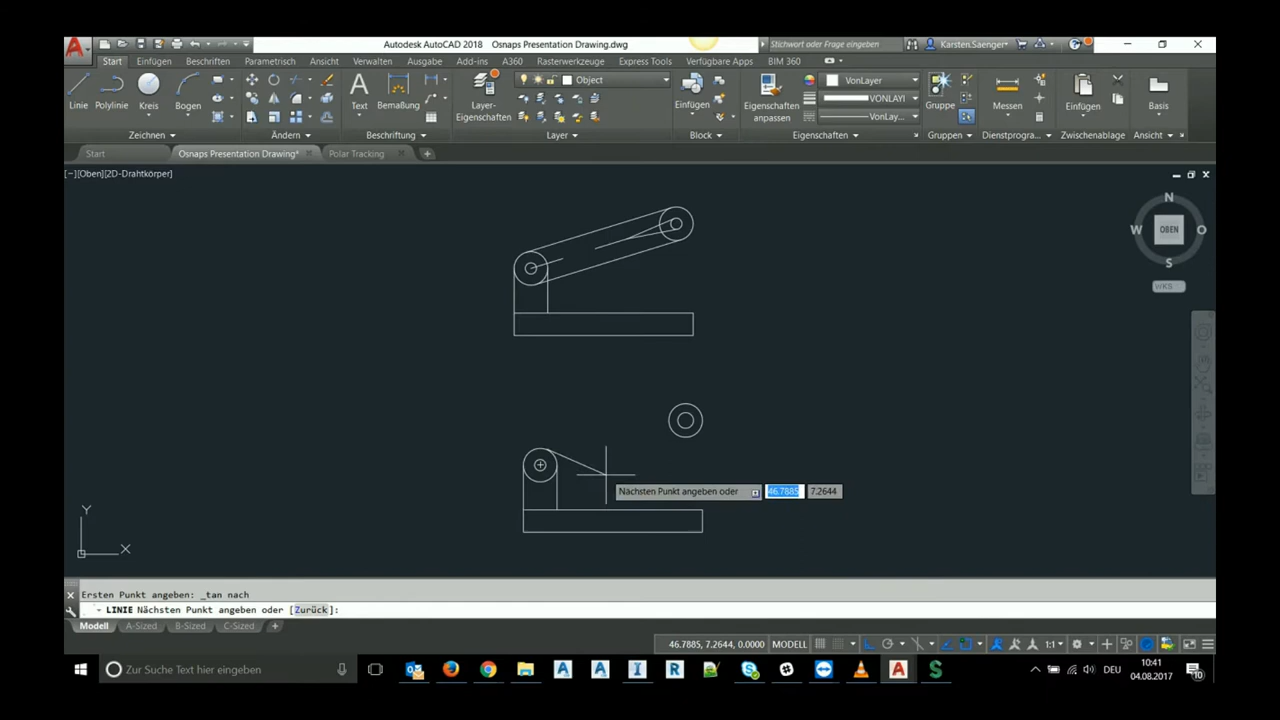 Autodesk AutoCAD 2018 Osnaps Presentation Drawing.dwg
Stichwort oder Frage eingeben
Karsten.Saenger
Start Einfügen Beschriften Parametrisch Ansicht Verwalten Ausgabe Add-ins A360 Rasterwerkzeuge Express Tools Verfügbare Apps BIM 360
Object
VonLayer
VONLAYI
VonLay...
Linie Polylinie Kreis Bogen
Text Bemaßung
Layer-
Eigenschaften
Einfügen
Eigenschaften
anpassen
Gruppe
Messen
Einfügen
Basis
Zeichnen Ändern Beschriftung Layer Block Eigenschaften Gruppen Dienstprogra... Zwischenablage Ansicht
Start Osnaps Presentation Drawing* Polar Tracking
[−][Oben][2D-Drahtkörper]
N
W OBEN O
S
WKS
Nächsten Punkt angeben oder 46.7885 7.2644
Y
X
Ersten Punkt angeben: _tan nach
LINIE Nächsten Punkt angeben oder [Zurück]:
Modell A-Sized B-Sized C-Sized +
46.7885, 7.2644, 0.0000 MODELL 1:1
Zur Suche Text hier eingeben
DEU
10:41
04.08.2017
10